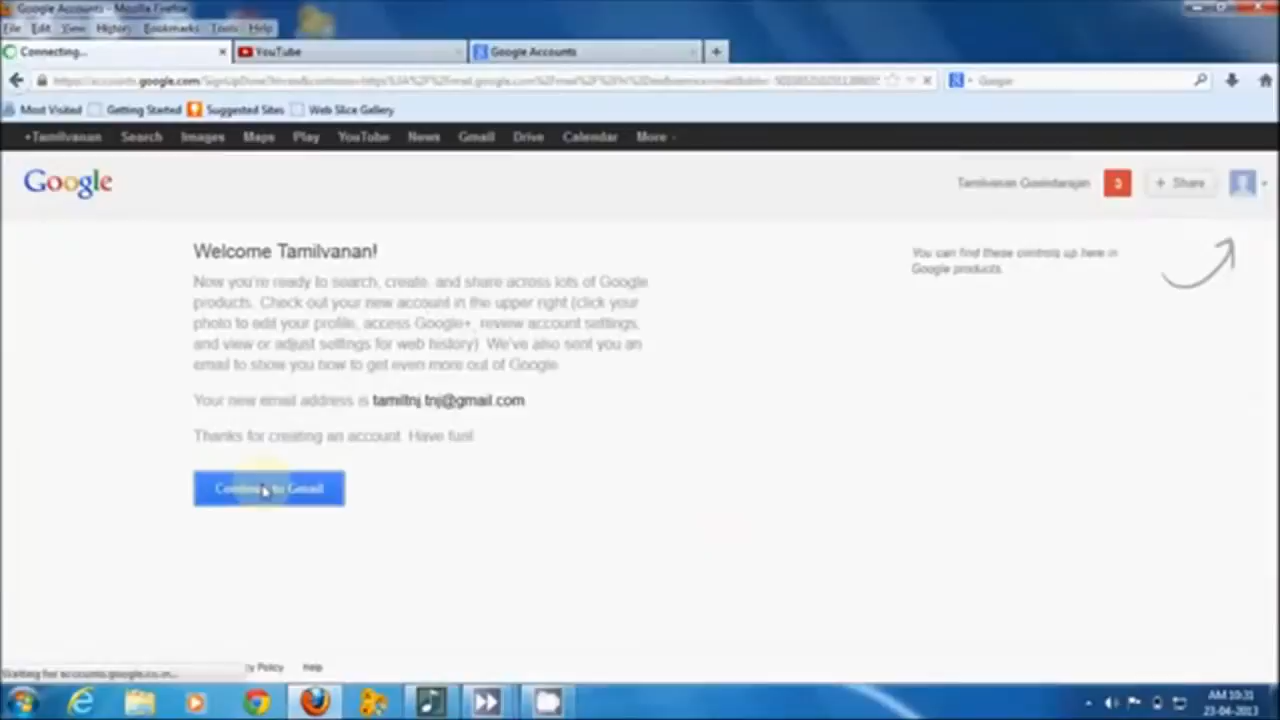 Google Accounts - Mozilla Firefox
File Edit View History Bookmarks Tools Help
Connecting... YouTube Google Accounts
google.com Google
Most Visited Getting Started Suggested Sites Web Slice Gallery
+Tamilvanan Search Images Maps Play YouTube News Gmail Drive Calendar More
Google Tamilvanan Govindarajan 3 + Share
Welcome Tamilvanan!
Now you're ready to search, create, and share across lots of Google
products. Check out your new account in the upper right (click your
photo to edit your profile, access Google+, review account settings,
and view or adjust settings for web history). We've also sent you an
email to show you how to get even more out of Google.
You can find these controls up here in
Google products.
Your new email address is tamiltnj.tnj@gmail.com
Thanks for creating an account. Have fun!
Continue to Gmail
Policy Help
Waiting for accounts.google.co.in...
AM 10:31
23-04-2013